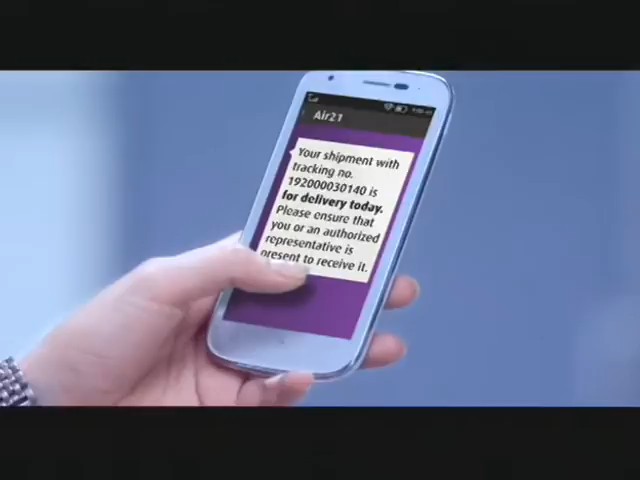 Air21
Your shipment with
tracking no.
192000030140 is
for delivery today.
Please ensure that
you or an authorized
representative is
present to receive it.